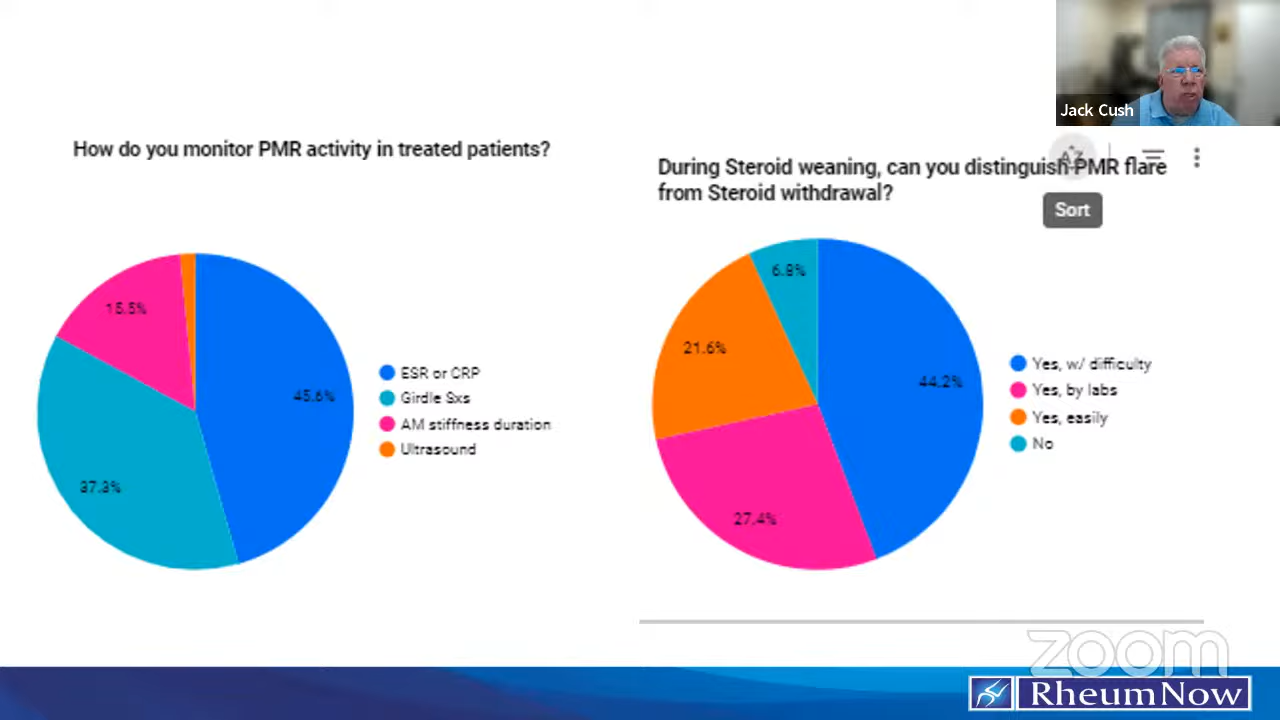 Jack Cush
How do you monitor PMR activity in treated patients?
15.5%
45.6%
37.3%
ESR or CRP
Girdle Sxs
AM stiffness duration
Ultrasound
During Steroid weaning, can you distinguish PMR flare
from Steroid withdrawal?
AZ
Sort
6.8%
21.6%
44.2%
27.4%
Yes, w/ difficulty
Yes, by labs
Yes, easily
No
zoom
RheumNow